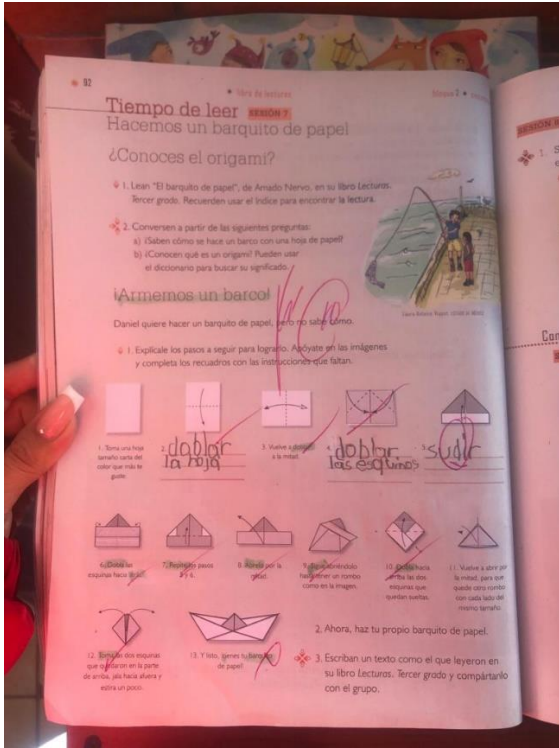 92
libro de lecturas
Bloque 2
Tiempo de leer SESIÓN 7
Hacemos un barquito de papel
¿Conoces el origami?
1. Lean "El barquito de papel", de Amado Nervo, en su libro Lecturas.
Tercer grado. Recuerden usar el índice para encontrar la lectura.
2. Conversen a partir de las siguientes preguntas:
a) ¿Saben cómo se hace un barco con una hoja de papel?
b) ¿Conocen qué es un origami? Pueden usar
el diccionario para buscar su significado.
¡Armemos un barco!
Daniel quiere hacer un barquito de papel, pero no sabe cómo.
1. Explícale los pasos a seguir para lograrlo. Apóyate en las imágenes
y completa los recuadros con las instrucciones que faltan.
1. Toma una hoja
tamaño carta del
color que más te
guste.
2. doblar
la hoja
3. Vuelve a doblarla
a la mitad.
4. doblar
las esquinas
5. sudir
6. Dobla las
esquinas hacia atrás.
7. Repite los pasos
5 y 6.
8. Ábrelo por la
mitad.
9. Sigue abriéndolo
hasta tener un rombo
como en la imagen.
10. Dobla hacia
arriba las dos
esquinas que
quedan sueltas.
11. Vuelve a abrir por
la mitad, para que
quede otro rombo
con cada lado del
mismo tamaño.
12. Toma las dos esquinas
que quedaron en la parte
de arriba, jala hacia afuera y
estira un poco.
13. Y listo, ¡tienes tu barquito
de papel!
2. Ahora, haz tu propio barquito de papel.
3. Escriban un texto como el que leyeron en
su libro Lecturas. Tercer grado y compártanlo
con el grupo.
SESIÓN
1. S